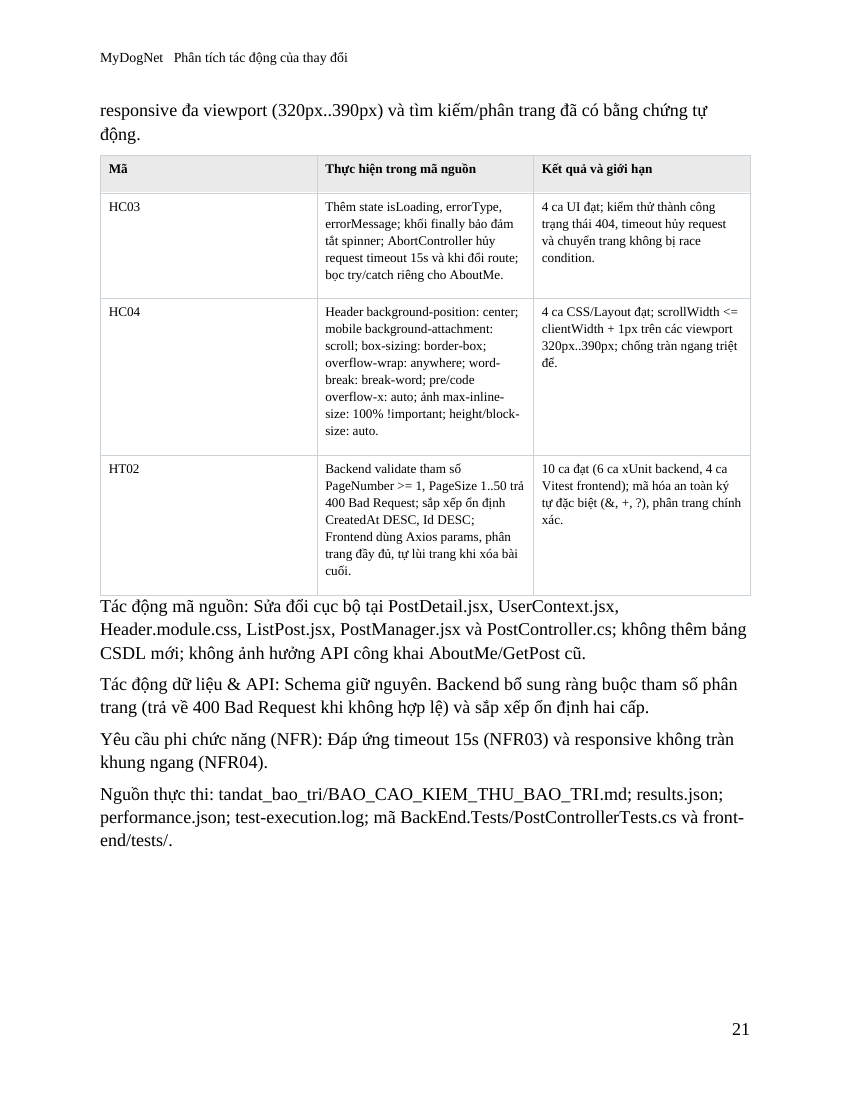 MyDogNet Phân tích tác động của thay đổi
responsive đa viewport (320px..390px) và tìm kiếm/phân trang đã có bằng chứng tự
động.
Mã
Thực hiện trong mã nguồn
Kết quả và giới hạn
HC03
Thêm state isLoading, errorType,
errorMessage; khối finally bảo đảm
tắt spinner; AbortController hủy
request timeout 15s và khi đổi route;
bọc try/catch riêng cho AboutMe.
4 ca UI đạt; kiểm thử thành công
trạng thái 404, timeout hủy request
và chuyển trang không bị race
condition.
HC04
Header background-position: center;
mobile background-attachment:
scroll; box-sizing: border-box;
overflow-wrap: anywhere; word-
break: break-word; pre/code
overflow-x: auto; ảnh max-inline-
size: 100% !important; height/block-
size: auto.
4 ca CSS/Layout đạt; scrollWidth <=
clientWidth + 1px trên các viewport
320px..390px; chống tràn ngang triệt
để.
HT02
Backend validate tham số
PageNumber >= 1, PageSize 1..50 trả
400 Bad Request; sắp xếp ổn định
CreatedAt DESC, Id DESC;
Frontend dùng Axios params, phân
trang đầy đủ, tự lùi trang khi xóa bài
cuối.
10 ca đạt (6 ca xUnit backend, 4 ca
Vitest frontend); mã hóa an toàn ký
tự đặc biệt (&, +, ?), phân trang chính
xác.
Tác động mã nguồn: Sửa đổi cục bộ tại PostDetail.jsx, UserContext.jsx,
Header.module.css, ListPost.jsx, PostManager.jsx và PostController.cs; không thêm bảng
CSDL mới; không ảnh hưởng API công khai AboutMe/GetPost cũ.
Tác động dữ liệu & API: Schema giữ nguyên. Backend bổ sung ràng buộc tham số phân
trang (trả về 400 Bad Request khi không hợp lệ) và sắp xếp ổn định hai cấp.
Yêu cầu phi chức năng (NFR): Đáp ứng timeout 15s (NFR03) và responsive không tràn
khung ngang (NFR04).
Nguồn thực thi: tandat_bao_tri/BAO_CAO_KIEM_THU_BAO_TRI.md; results.json;
performance.json; test-execution.log; mã BackEnd.Tests/PostControllerTests.cs và front-
end/tests/.
21